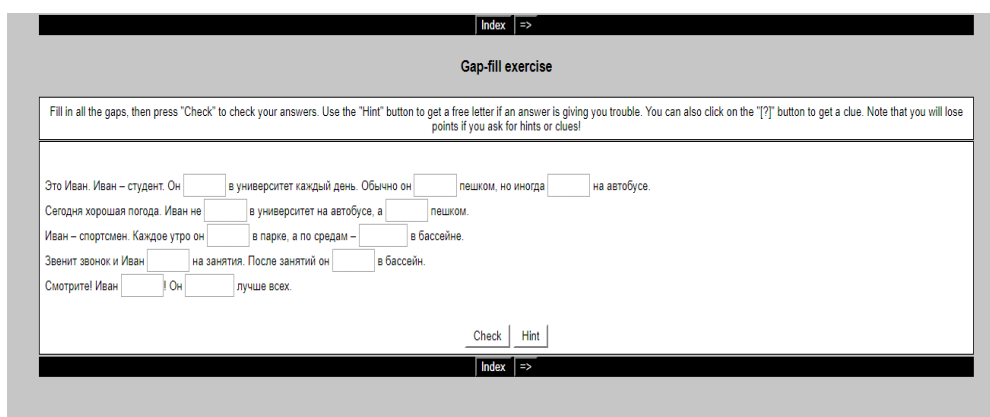 Index =>
Gap-fill exercise
Fill in all the gaps, then press "Check" to check your answers. Use the "Hint" button to get a free letter if an answer is giving you trouble. You can also click on the "[?]" button to get a clue. Note that you will lose
points if you ask for hints or clues!
Это Иван. Иван – студент. Он в университет каждый день. Обычно он пешком, но иногда на автобусе.
Сегодня хорошая погода. Иван не в университет на автобусе, а пешком.
Иван – спортсмен. Каждое утро он в парке, а по средам – в бассейне.
Звенит звонок и Иван на занятия. После занятий он в бассейн.
Смотрите! Иван ! Он лучше всех.
Check Hint
Index =>